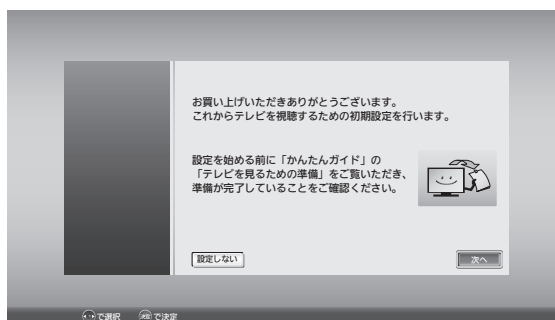 お買い上げいただきありがとうございます。
これからテレビを視聴するための初期設定を行います。
設定を始める前に「かんたんガイド」の
「テレビを見るための準備」をご覧いただき、
準備が完了していることをご確認ください。
設定しない
次へ
で選択 決定 で決定